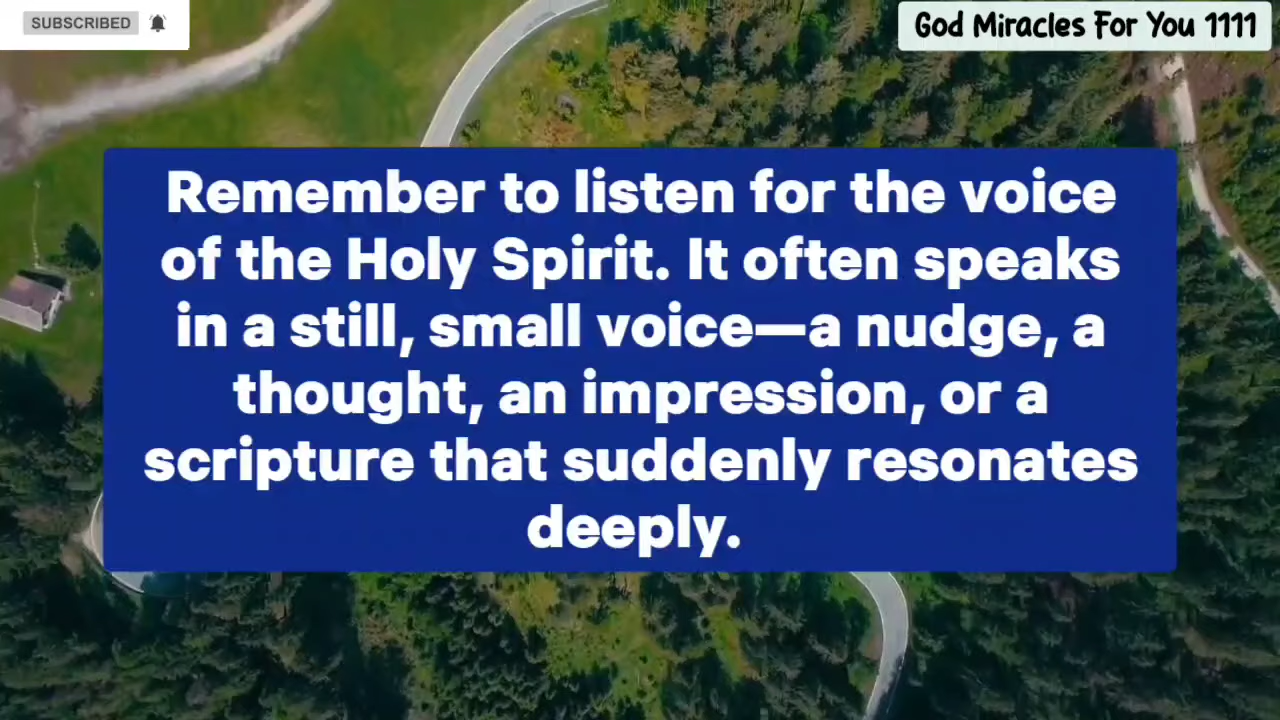 SUBSCRIBED
God Miracles For You 1111
Remember to listen for the voice
of the Holy Spirit. It often speaks
in a still, small voice—a nudge, a
thought, an impression, or a
scripture that suddenly resonates
deeply.